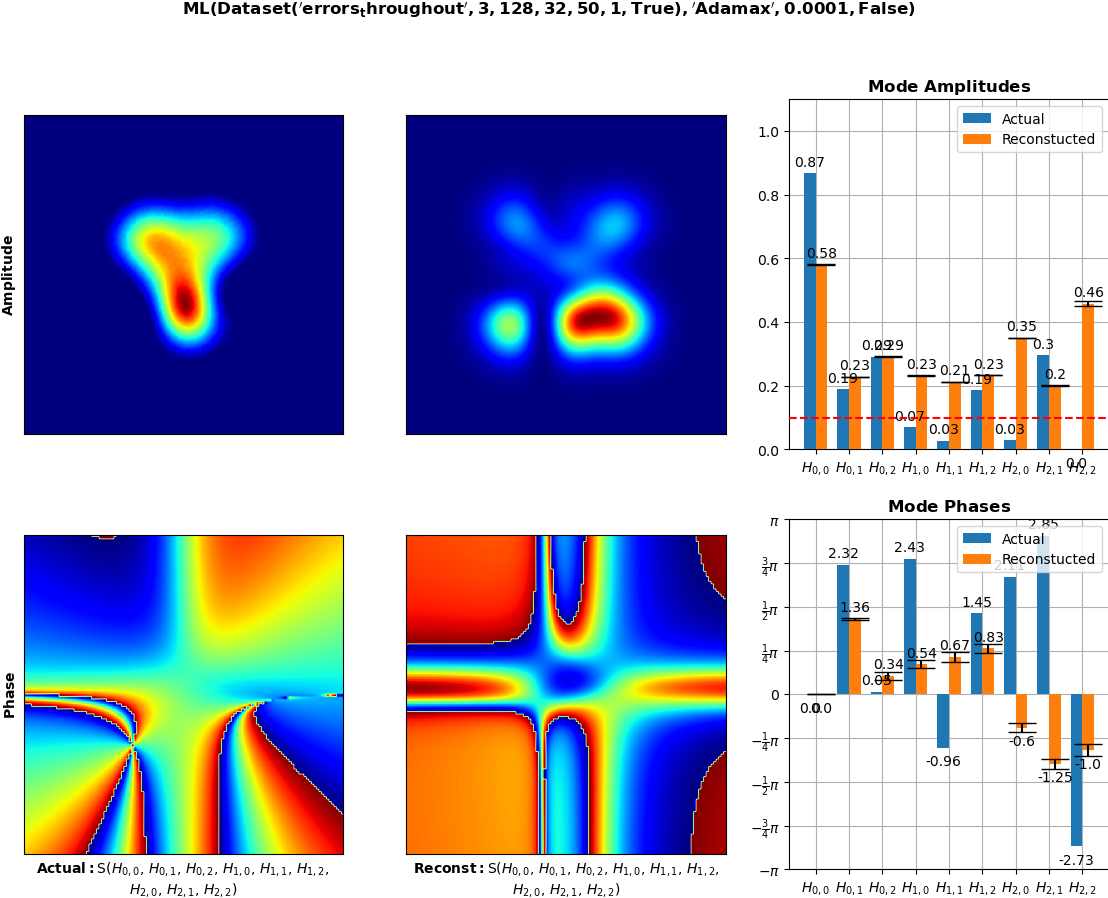 ML(Dataset('errors_throughout', 3, 128, 32, 50, 1, True), 'Adamax', 0.0001, False)
Amplitude
Mode Amplitudes
Actual
Reconstucted
1.0
0.8
0.6
0.4
0.2
0.0
0.87
0.58
0.19
0.23
0.29
0.29
0.07
0.23
0.03
0.21
0.19
0.23
0.03
0.35
0.3
0.2
0.0
0.46
H0,0 H0,1 H0,2 H1,0 H1,1 H1,2 H2,0 H2,1 H2,2
Phase
Mode Phases
Actual
Reconstucted
π
3/4π
1/2π
1/4π
0
−1/4π
−1/2π
−3/4π
−π
0.0
0.0
2.32
1.36
0.05
0.34
2.43
0.54
-0.96
0.67
1.45
0.83
2.11
-0.6
2.85
-1.25
-2.73
-1.0
H0,0 H0,1 H0,2 H1,0 H1,1 H1,2 H2,0 H2,1 H2,2
Actual: S(H0,0, H0,1, H0,2, H1,0, H1,1, H1,2,
H2,0, H2,1, H2,2)
Reconst: S(H0,0, H0,1, H0,2, H1,0, H1,1, H1,2,
H2,0, H2,1, H2,2)